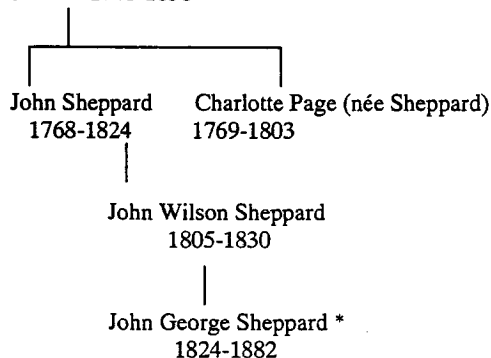 John Sheppard Charlotte Page (née Sheppard)
1768-1824 1769-1803
John Wilson Sheppard
1805-1830
John George Sheppard *
1824-1882